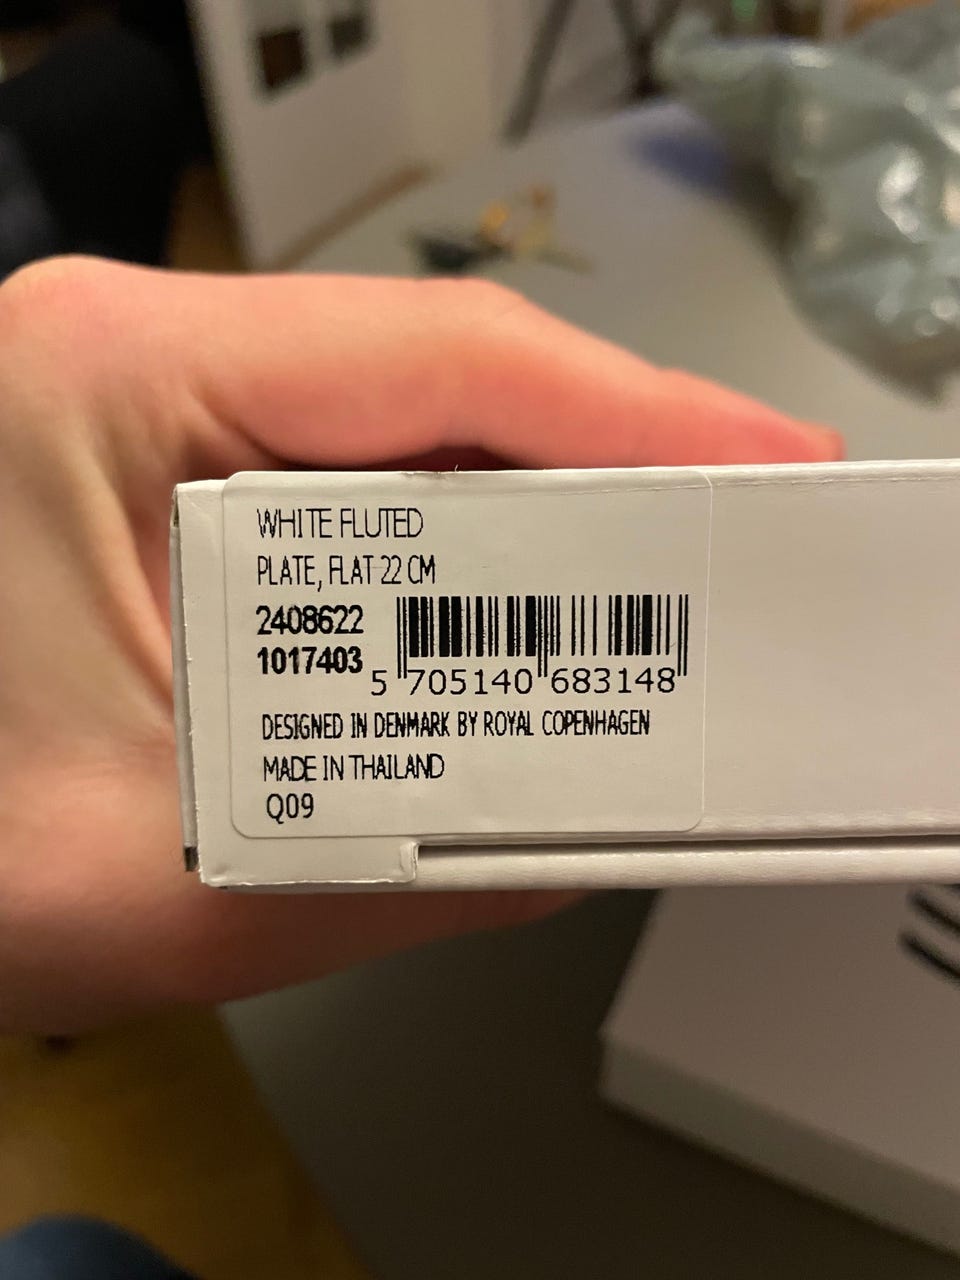 WHITE FLUTED
PLATE, FLAT 22 CM
2408622
1017403
5 705140 683148
DESIGNED IN DENMARK BY ROYAL COPENHAGEN
MADE IN THAILAND
Q09